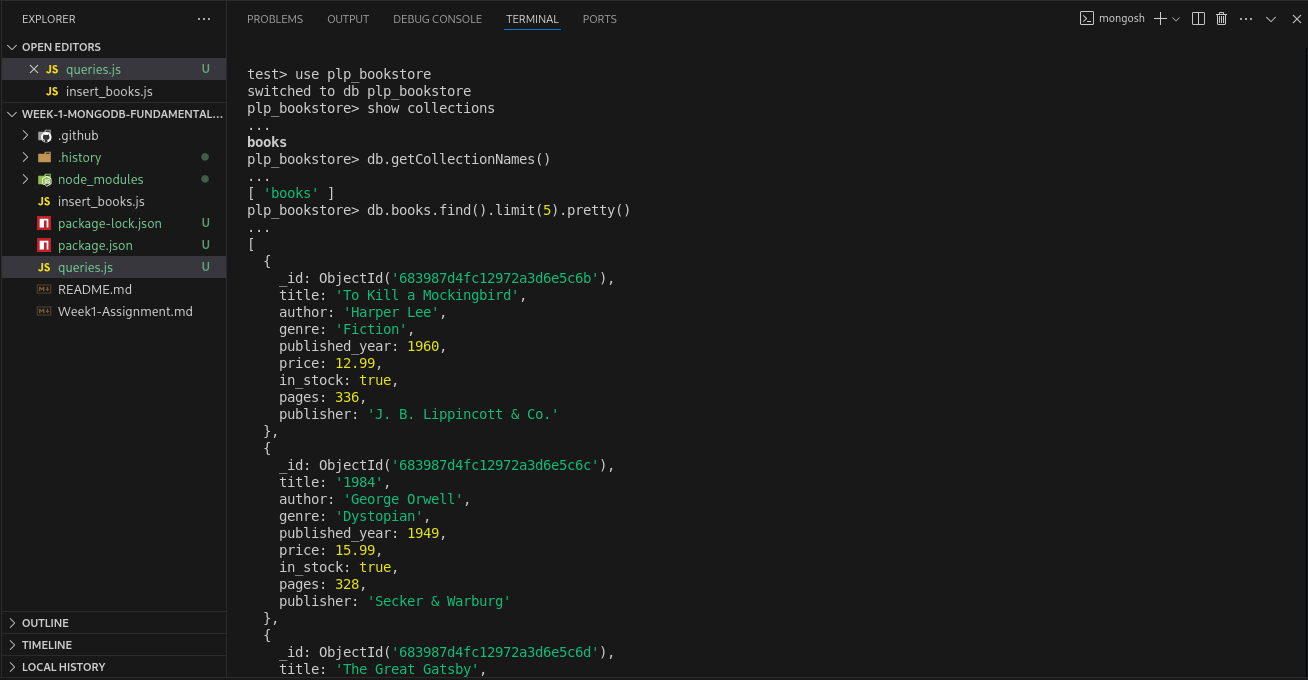 EXPLORER
OPEN EDITORS
JS queries.js U
JS insert_books.js
WEEK-1-MONGODB-FUNDAMENTAL...
.github
.history
node_modules
JS insert_books.js
package-lock.json U
package.json U
JS queries.js U
README.md
Week1-Assignment.md
OUTLINE
TIMELINE
LOCAL HISTORY
PROBLEMS OUTPUT DEBUG CONSOLE TERMINAL PORTS mongosh
test> use plp_bookstore
switched to db plp_bookstore
plp_bookstore> show collections
...
books
plp_bookstore> db.getCollectionNames()
...
[ 'books' ]
plp_bookstore> db.books.find().limit(5).pretty()
...
[
{
_id: ObjectId('683987d4fc12972a3d6e5c6b'),
title: 'To Kill a Mockingbird',
author: 'Harper Lee',
genre: 'Fiction',
published_year: 1960,
price: 12.99,
in_stock: true,
pages: 336,
publisher: 'J. B. Lippincott & Co.'
},
{
_id: ObjectId('683987d4fc12972a3d6e5c6c'),
title: '1984',
author: 'George Orwell',
genre: 'Dystopian',
published_year: 1949,
price: 15.99,
in_stock: true,
pages: 328,
publisher: 'Secker & Warburg'
},
{
_id: ObjectId('683987d4fc12972a3d6e5c6d'),
title: 'The Great Gatsby',